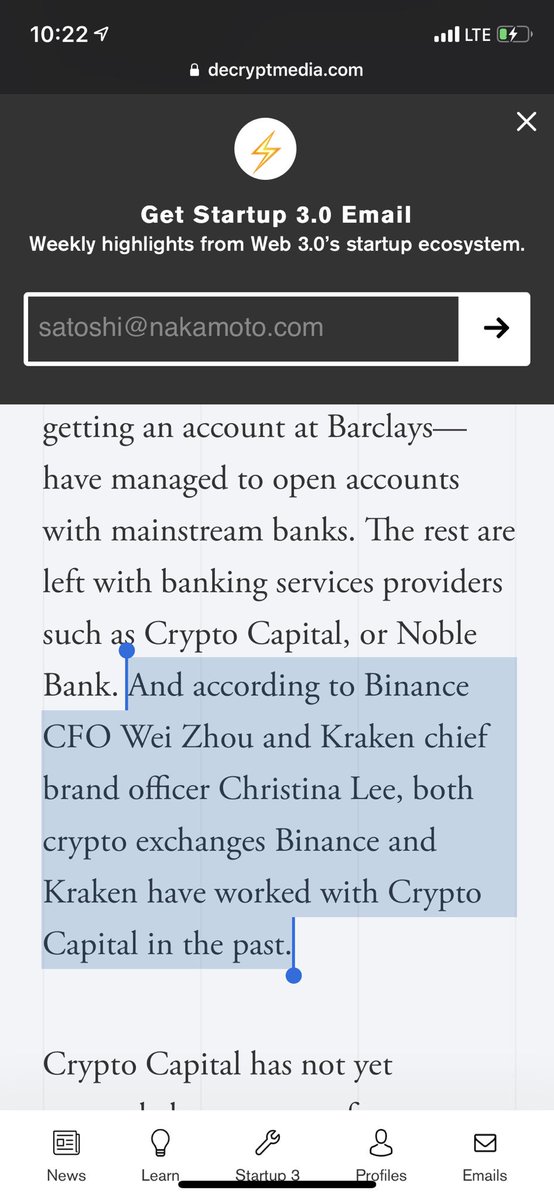 10:22
LTE
decryptmedia.com
Get Startup 3.0 Email
Weekly highlights from Web 3.0's startup ecosystem.
satoshi@nakamoto.com
getting an account at Barclays—
have managed to open accounts
with mainstream banks. The rest are
left with banking services providers
such as Crypto Capital, or Noble
Bank. And according to Binance
CFO Wei Zhou and Kraken chief
brand officer Christina Lee, both
crypto exchanges Binance and
Kraken have worked with Crypto
Capital in the past.
Crypto Capital has not yet
News
Learn
Startup 3
Profiles
Emails